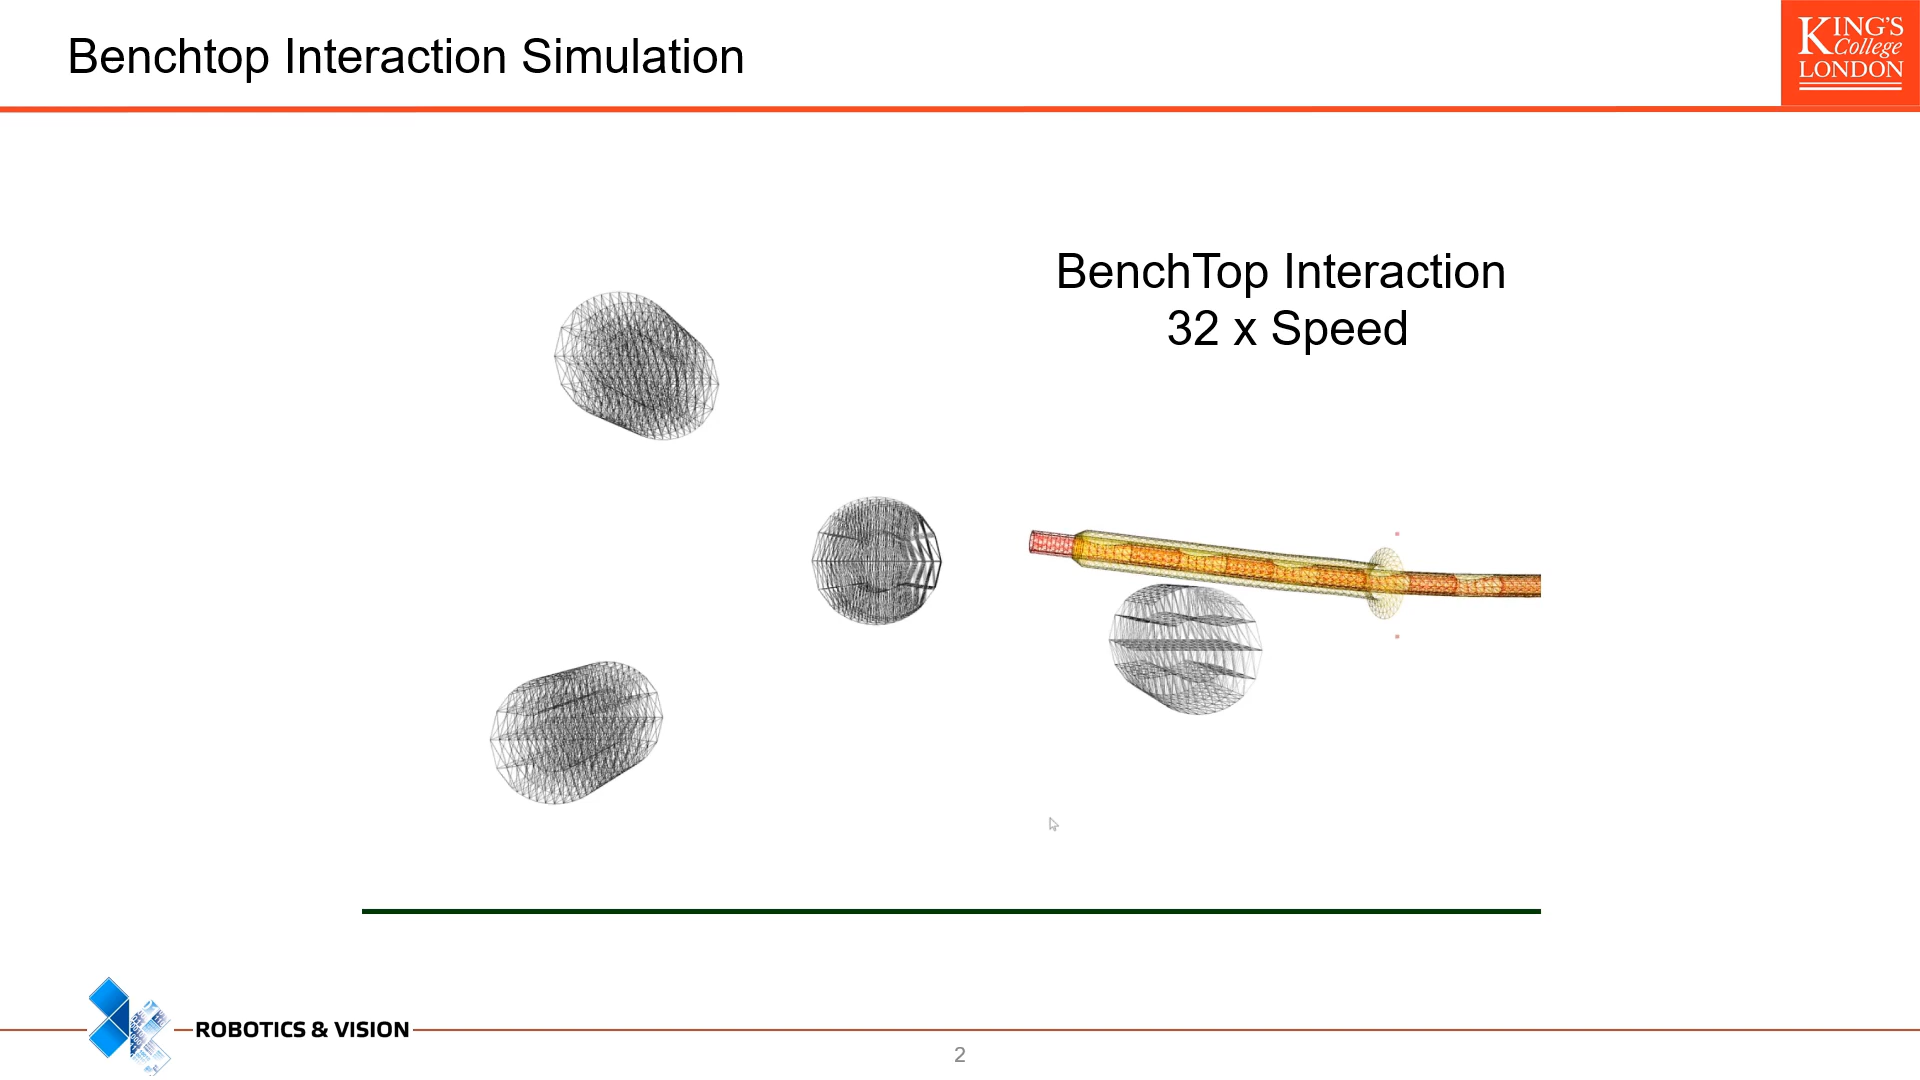 Benchtop Interaction Simulation
KING'S
College
LONDON
BenchTop Interaction
32 x Speed
ROBOTICS & VISION
2